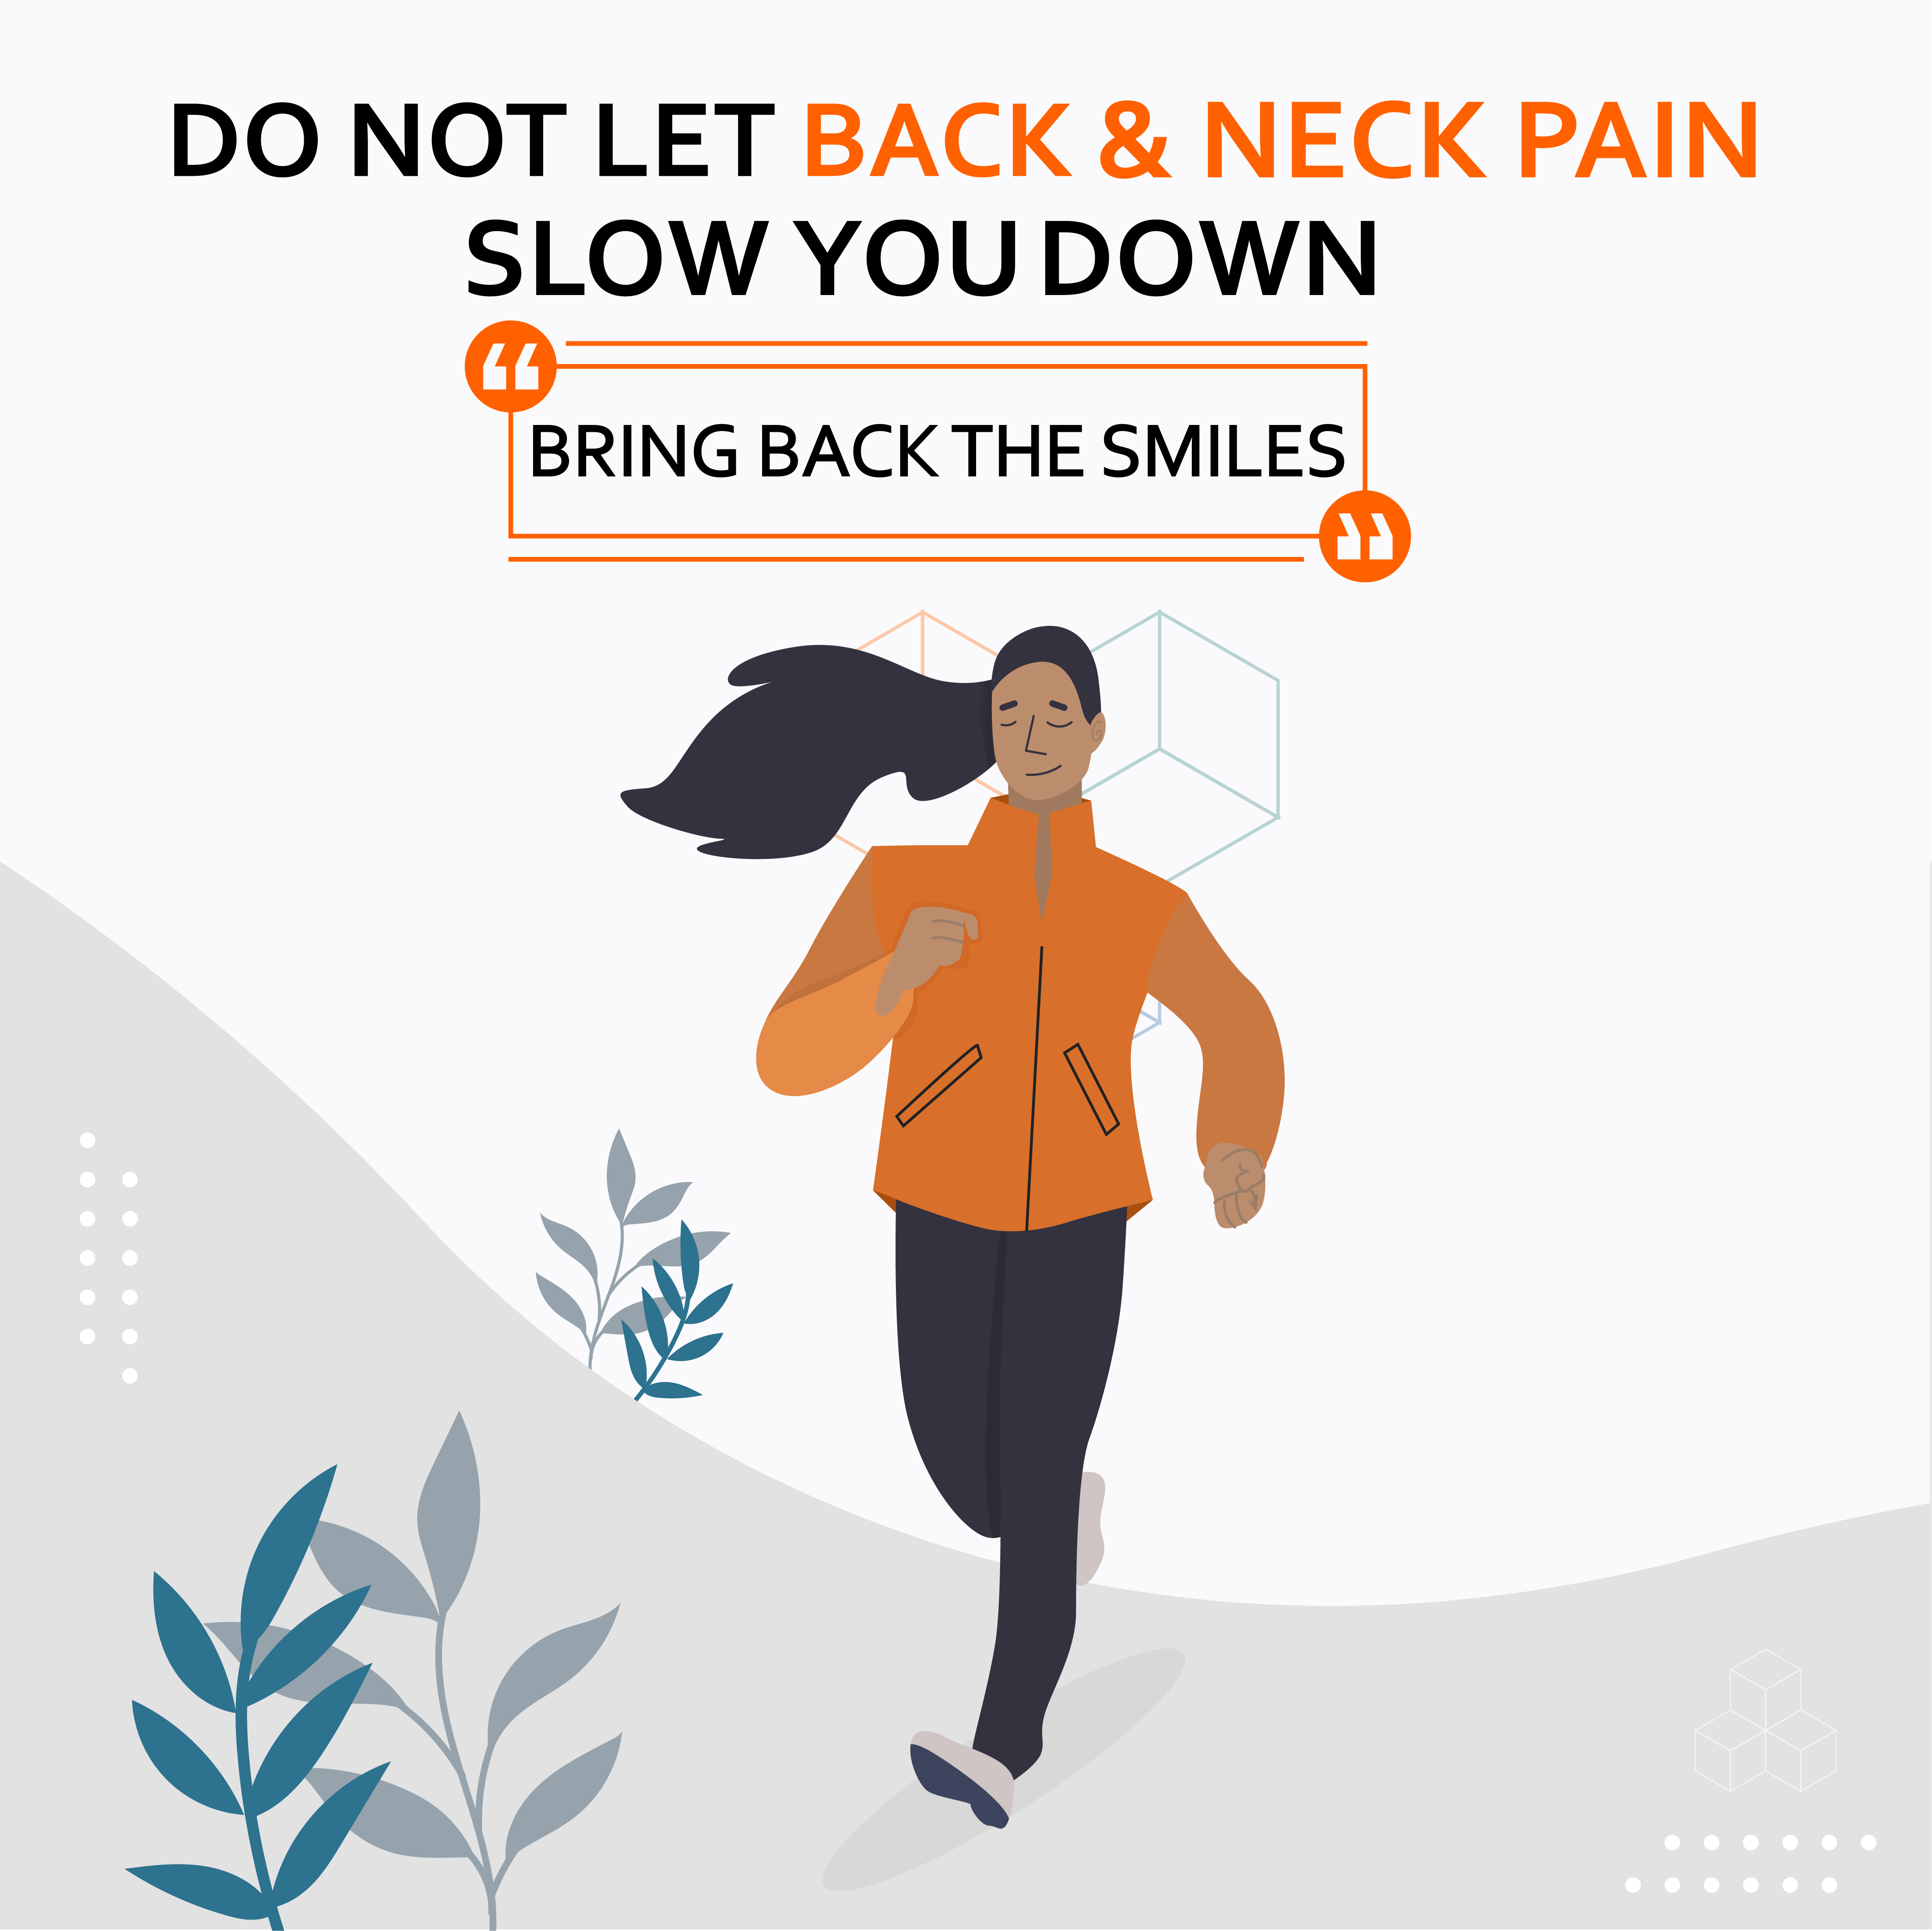 DO NOT LET BACK & NECK PAIN
SLOW YOU DOWN
BRING BACK THE SMILES